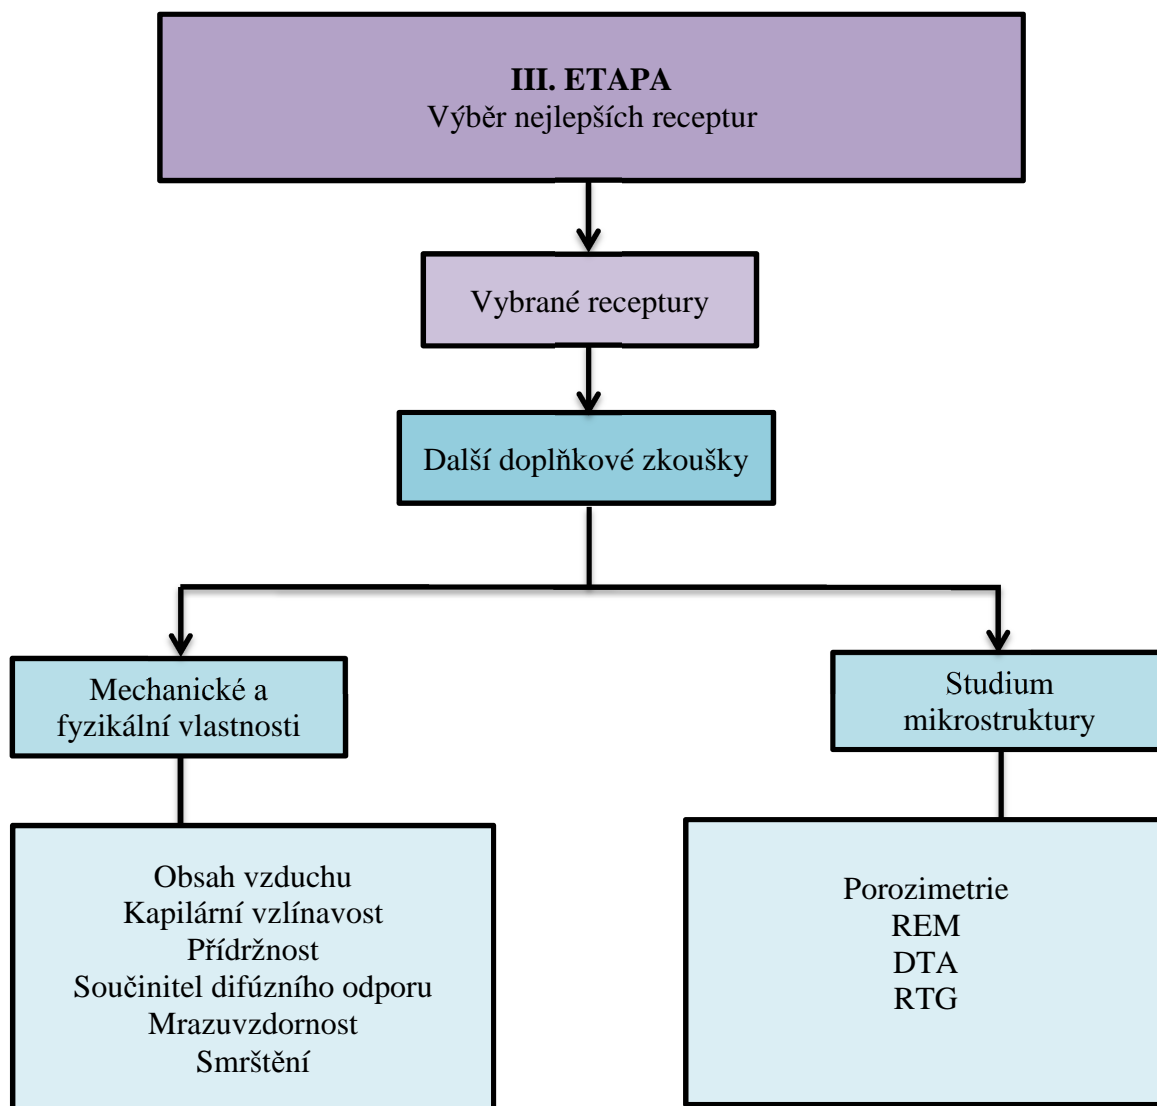 III. ETAPA
Výběr nejlepších receptur
Vybrané receptury
Další doplňkové zkoušky
Mechanické a
fyzikální vlastnosti
Studium
mikrostruktury
Obsah vzduchu
Kapilární vzlínavost
Přídržnost
Součinitel difúzního odporu
Mrazuvzdornost
Smrštění
Porozimetrie
REM
DTA
RTG